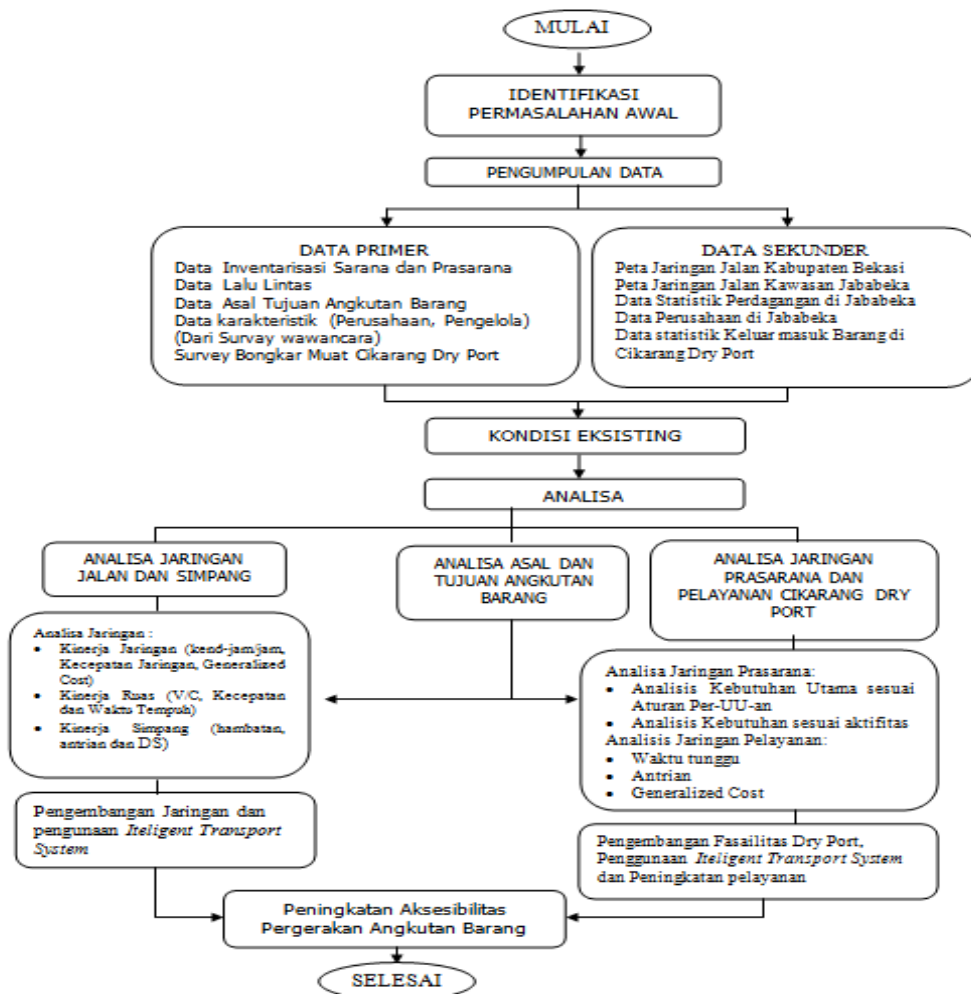 MULAI
IDENTIFIKASI
PERMASALAHAN AWAL
PENGUMPULAN DATA
DATA PRIMER
Data Inventarisasi Sarana dan Prasarana
Data Lalu Lintas
Data Asal Tujuan Angkutan Barang
Data karakteristik (Perusahaan, Pengelola)
(Dari Survay wawancara)
Survey Bongkar Muat Cikarang Dry Port
DATA SEKUNDER
Peta Jaringan Jalan Kabupaten Bekasi
Peta Jaringan Jalan Kawasan Jababeka
Data Statistik Perdagangan di Jababeka
Data Perusahaan di Jababeka
Data statistik Keluar masuk Barang di
Cikarang Dry Port
KONDISI EKSISTING
ANALISA
ANALISA JARINGAN
JALAN DAN SIMPANG
ANALISA ASAL DAN
TUJUAN ANGKUTAN
BARANG
ANALISA JARINGAN
PRASARANA DAN
PELAYANAN CIKARANG DRY
PORT
Analisa Jaringan :
• Kinerja Jaringan (kend-jam/jam,
Kecepatan Jaringan, Generalized
Cost)
• Kinerja Ruas (V/C, Kecepatan
dan Waktu Tempuh)
• Kinerja Simpang (hambatan,
antrian dan DS)
Analisa Jaringan Prasarana:
• Analisis Kebutuhan Utama sesuai
Aturan Per-UU-an
• Analisis Kebutuhan sesuai aktifitas
Analisis Jaringan Pelayanan:
• Waktu tunggu
• Antrian
• Generalized Cost
Pengembangan Jaringan dan
pengunaan Iteligent Transport
System
Pengembangan Fasailitas Dry Port,
Penggunaan Iteligent Transport System
dan Peningkatan pelayanan
Peningkatan Aksesibilitas
Pergerakan Angkutan Barang
SELESAI